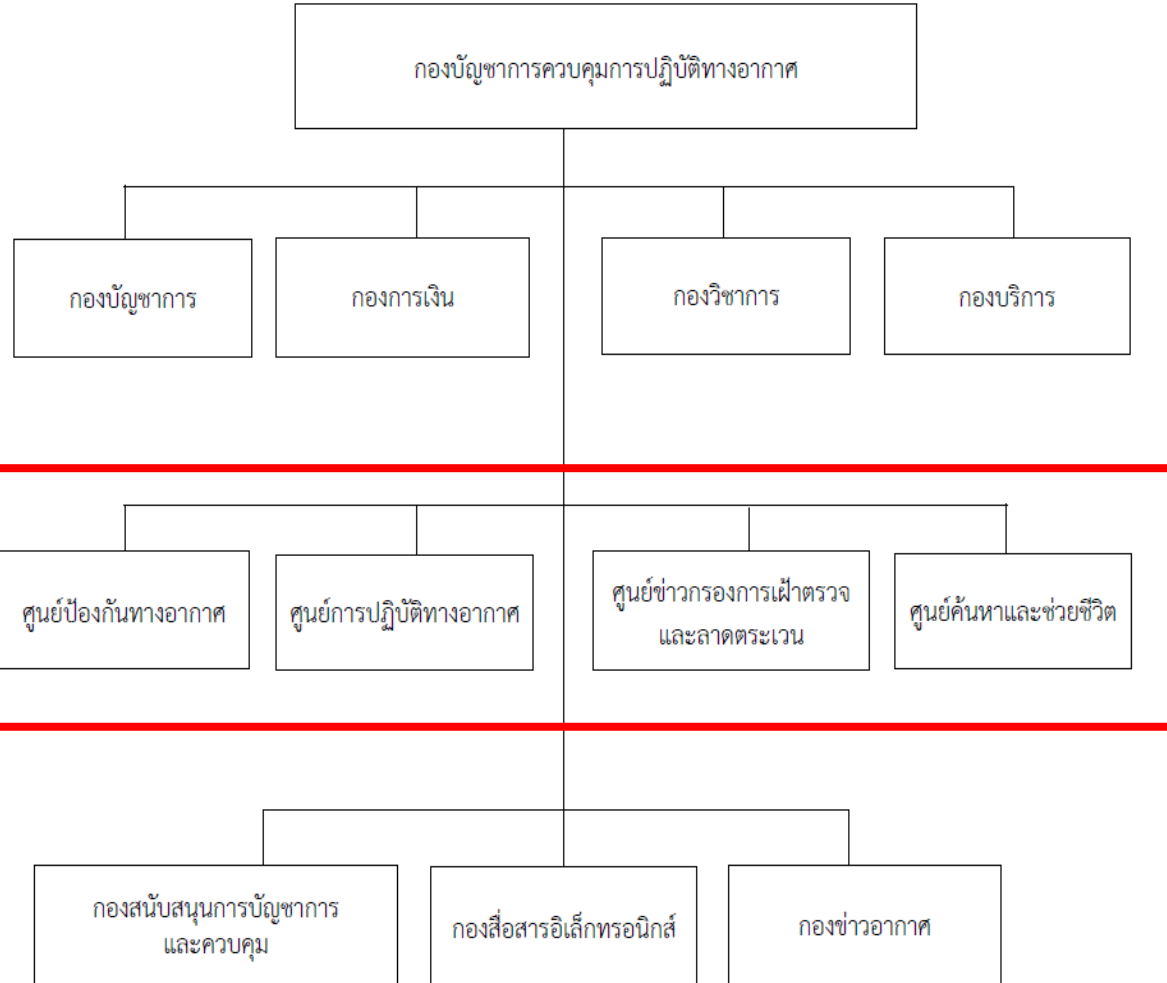 กองบัญชาการควบคุมการปฏิบัติทางอากาศ
กองบัญชาการ
กองการเงิน
กองวิชาการ
กองบริการ
ศูนย์ป้องกันทางอากาศ
ศูนย์การปฏิบัติทางอากาศ
ศูนย์ข่าวกรองการเฝ้าตรวจ
และลาดตระเวน
ศูนย์ค้นหาและช่วยชีวิต
กองสนับสนุนการบัญชาการ
และควบคุม
กองสื่อสารอิเล็กทรอนิกส์
กองข่าวอากาศ